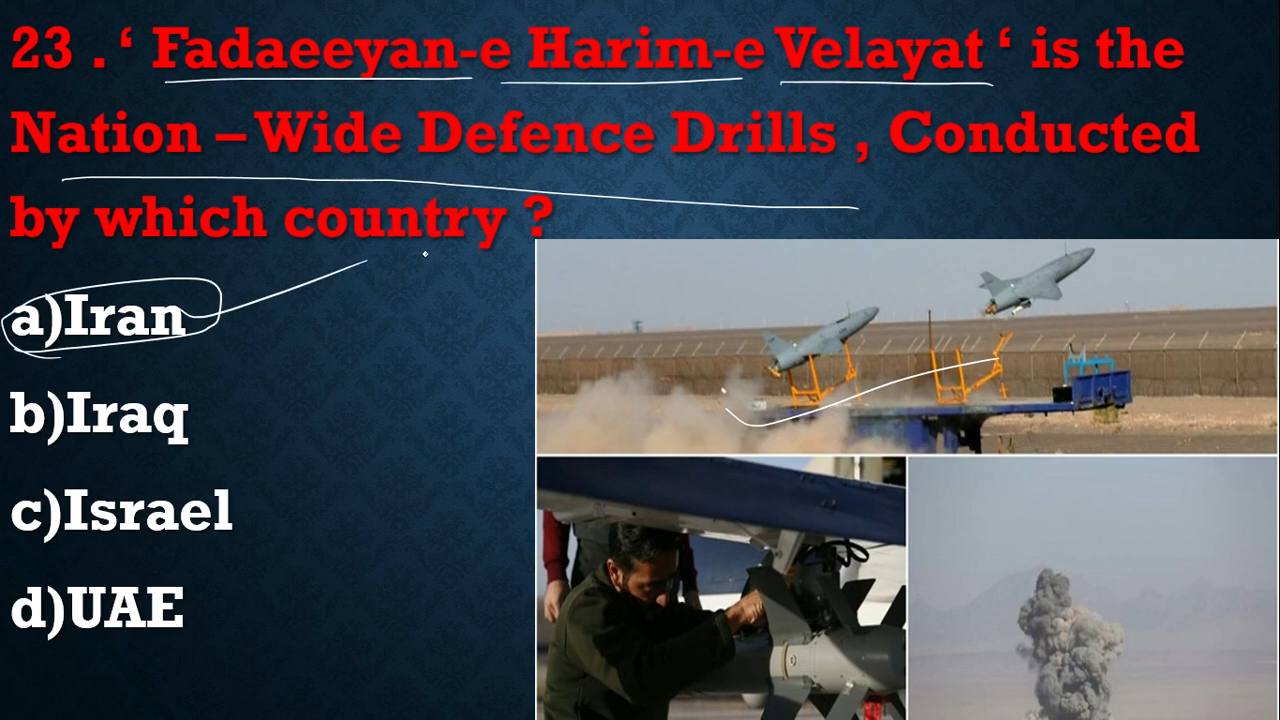 23 . ‘ Fadaeeyan-e Harim-e Velayat ‘ is the
Nation – Wide Defence Drills , Conducted
by which country ?
a)Iran
b)Iraq
c)Israel
d)UAE